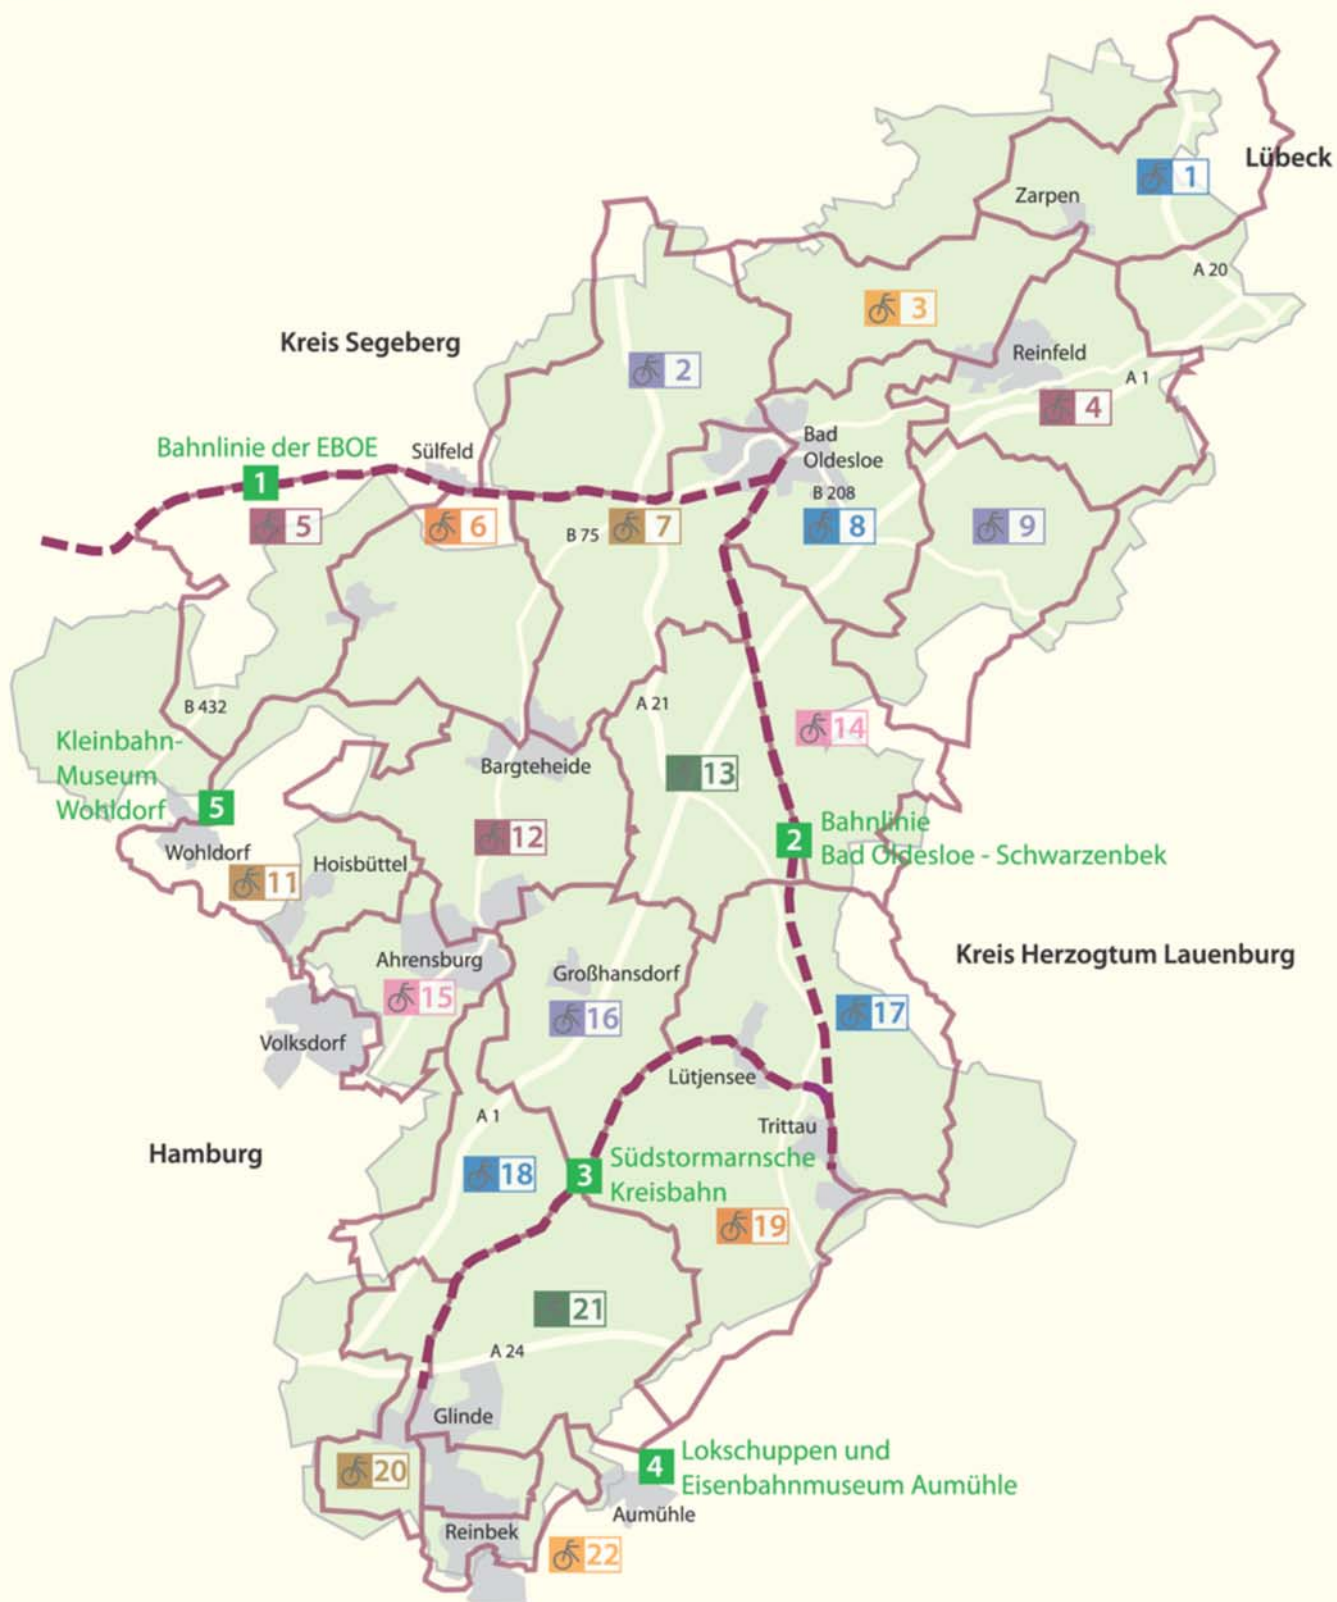 Lübeck
1
Zarpen
A 20
3
Kreis Segeberg
Reinfeld
2
A 1
4
Bahnlinie der EBOE
Sülfeld
Bad
Oldesloe
1
B 208
5
6
B 75
7
8
9
B 432
A 21
14
Kleinbahn-
Museum
Wohldorf
5
Bargteheide
13
12
2
Bahnlinie
Bad Oldesloe - Schwarzenbek
Wohldorf
Hoisbüttel
11
Ahrensburg
Großhansdorf
Kreis Herzogtum Lauenburg
15
16
17
Volksdorf
Lütjensee
A 1
Trittau
Hamburg
18
3
Südstormarnsche
Kreisbahn
19
21
A 24
Glinde
20
4
Lokschuppen und
Eisenbahnmuseum Aumühle
Aumühle
Reinbek
22